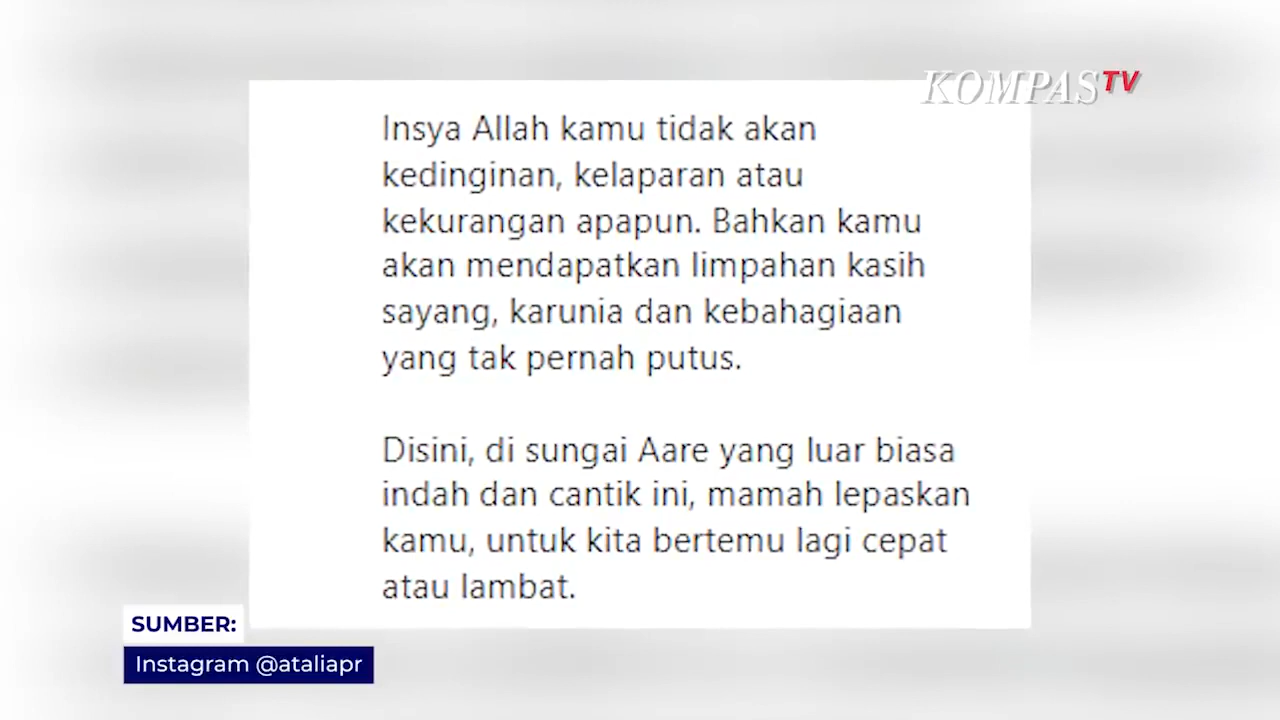 KOMPAS TV
Insya Allah kamu tidak akan
kedinginan, kelaparan atau
kekurangan apapun. Bahkan kamu
akan mendapatkan limpahan kasih
sayang, karunia dan kebahagiaan
yang tak pernah putus.
Disini, di sungai Aare yang luar biasa
indah dan cantik ini, mamah lepaskan
kamu, untuk kita bertemu lagi cepat
atau lambat.
SUMBER:
Instagram @ataliapr